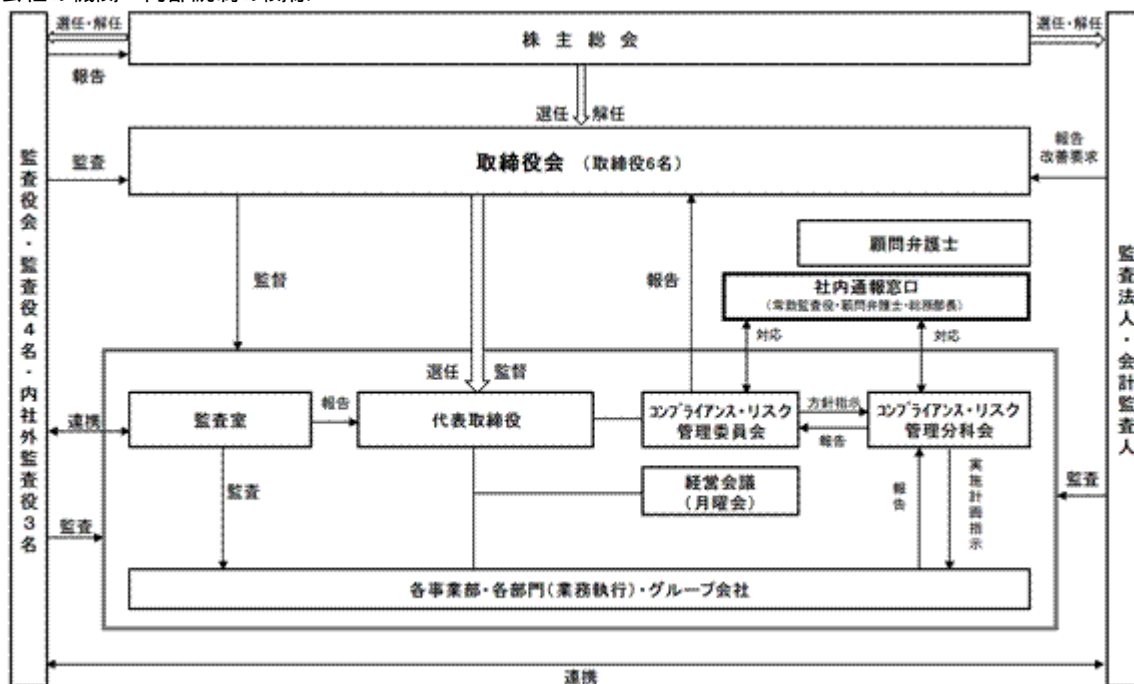 選任・解任
株 主 総 会
選任・解任
報告
選任 解任
監査
取締役会 (取締役6名)
報告
改善要求
監査役会・監査役4名・内社外監査役3名
監査法人・会計監査人
顧問弁護士
監督
報告
社内通報窓口
(常勤監査役・顧問弁護士・総務部長)
対応
対応
選任 監督
連携
監査室
報告
代表取締役
コンプライアンス・リスク
管理委員会
方針指示
報告
コンプライアンス・リスク
管理分科会
監査
経営会議
(月曜会)
報告
実施計画指示
監査
監査
各事業部・各部門(業務執行)・グループ会社
連携